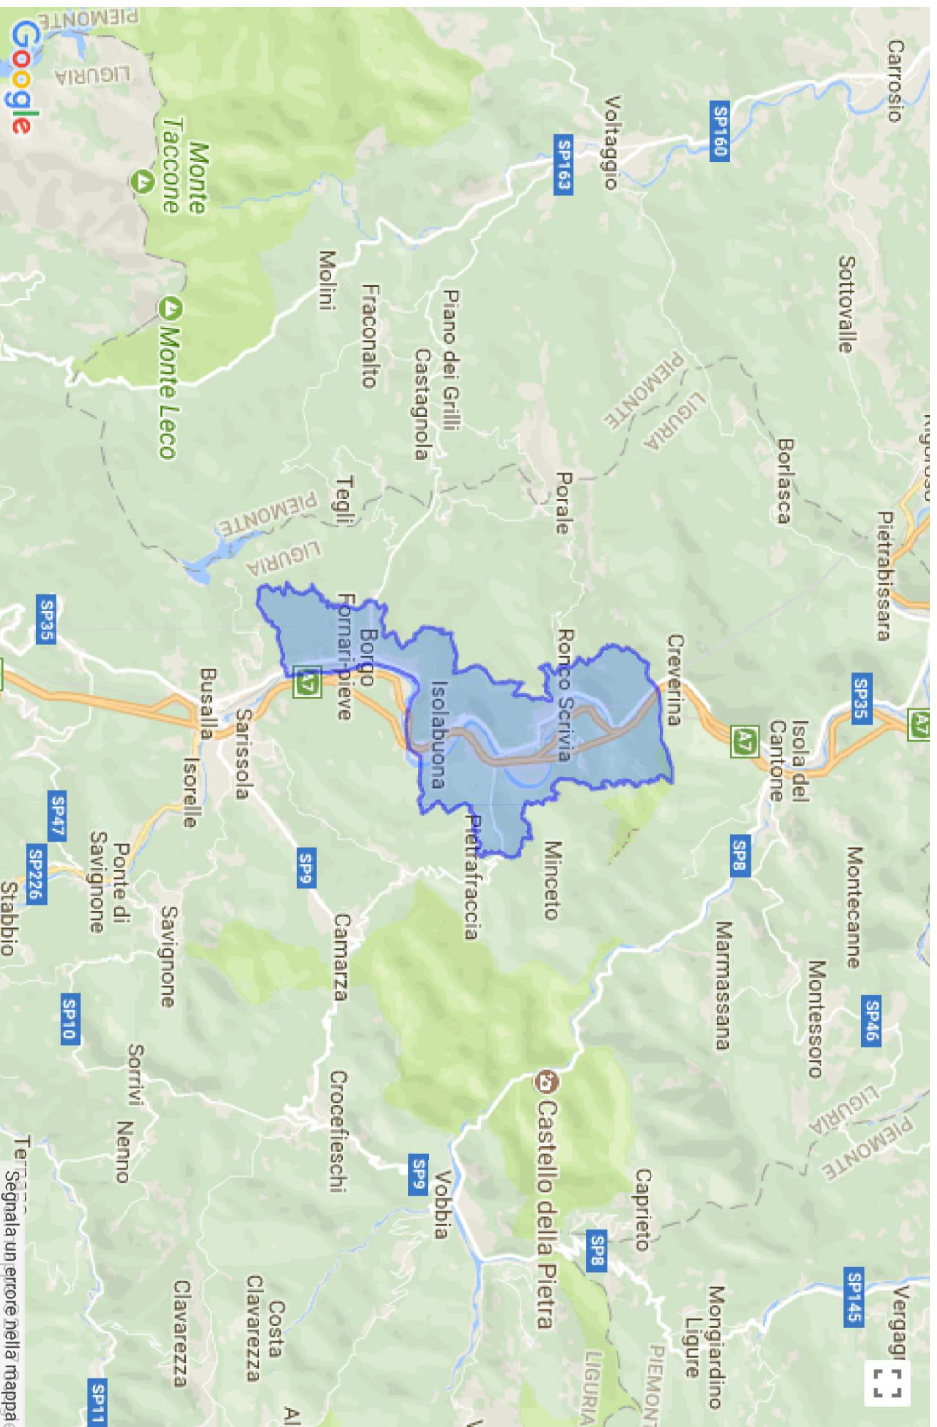 Carrosio
SP160
Voltaggio
SP163
Sottovalle
PIEMONTE
LIGURIA
Monte
Taccone
Molini
Fraconalto
Piano dei Grilli
Castagnola
Monte Leco
PIEMONTE
LIGURIA
Borlasca
Pietrabissara
Porale
Tegli
PIEMONTE
LIGURIA
SP35
Creverina
Ronco Scrivia
Borgo
Fornari-pieve
Isolabuona
A7
Busalla
Sarissola
Isorelle
SP35
A7
A7
Isola del
Cantone
SP8
Minceto
Pietrafraccia
SP9
SP47
SP226
Ponte di
Savignone
Stabbio
Savignone
Camarza
Montecanne
Marmassana
Montessoro
SP46
SP10
Sorrivi
Nenno
Crocefieschi
SP9
Vobbia
Castello della Pietra
LIGURIA
PIEMONTE
Caprieto
SP8
Mongiardino
Ligure
SP145
LIGURIA
PIEMONT
Costa
Clavarezza
Clavarezza
SP11
Google
Segnala un errore nella mappa